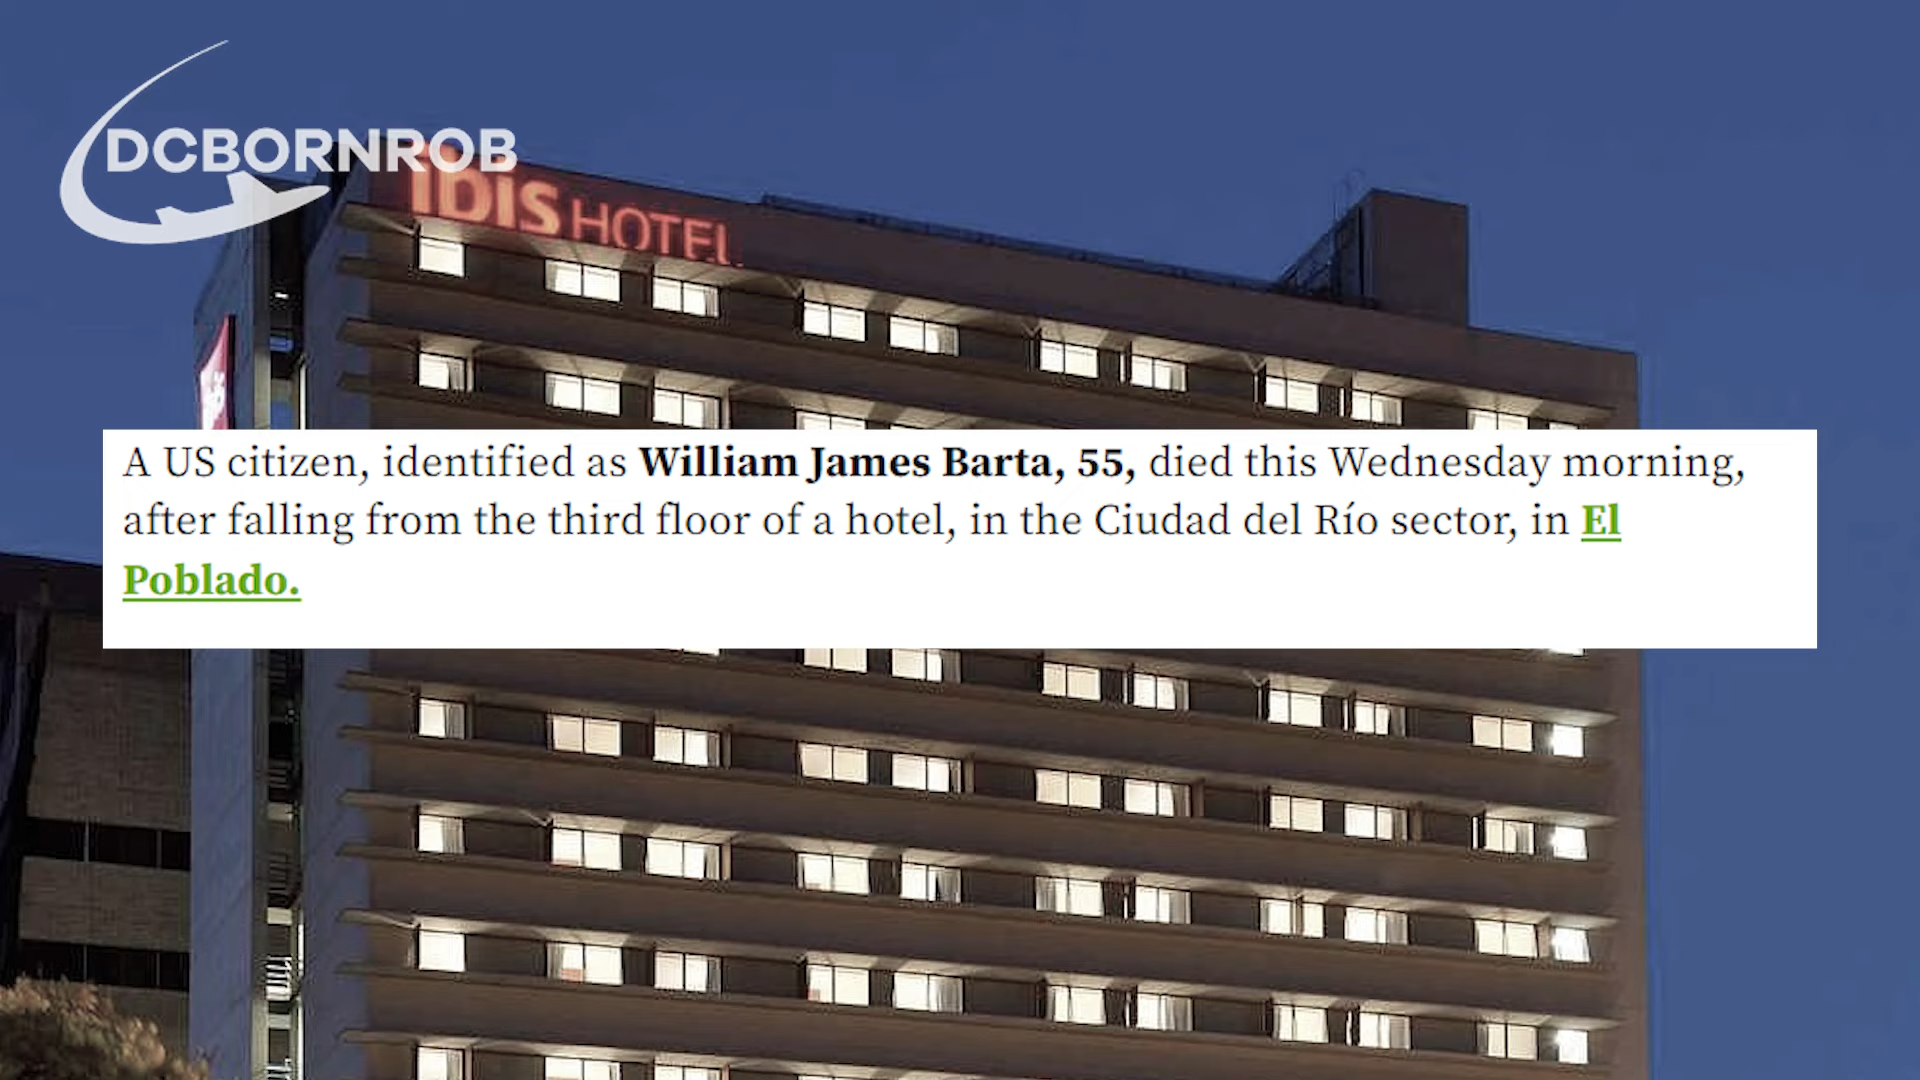 DCBORNROB
ibis HOTEL
A US citizen, identified as William James Barta, 55, died this Wednesday morning,
after falling from the third floor of a hotel, in the Ciudad del Río sector, in El
Poblado.